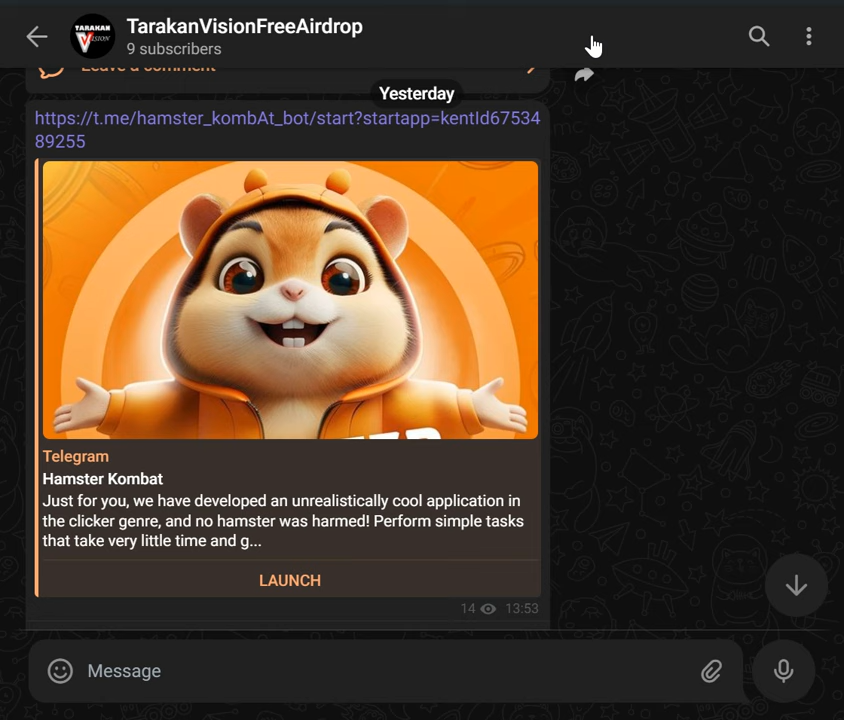 TarakanVisionFreeAirdrop
TARAKAN
VISION
9 subscribers
Leave a comment
Yesterday
https://t.me/hamster_kombAt_bot/start?startapp=kentId67534
89255
Telegram
Hamster Kombat
Just for you, we have developed an unrealistically cool application in
the clicker genre, and no hamster was harmed! Perform simple tasks
that take very little time and g...
LAUNCH
14 13:53
Message